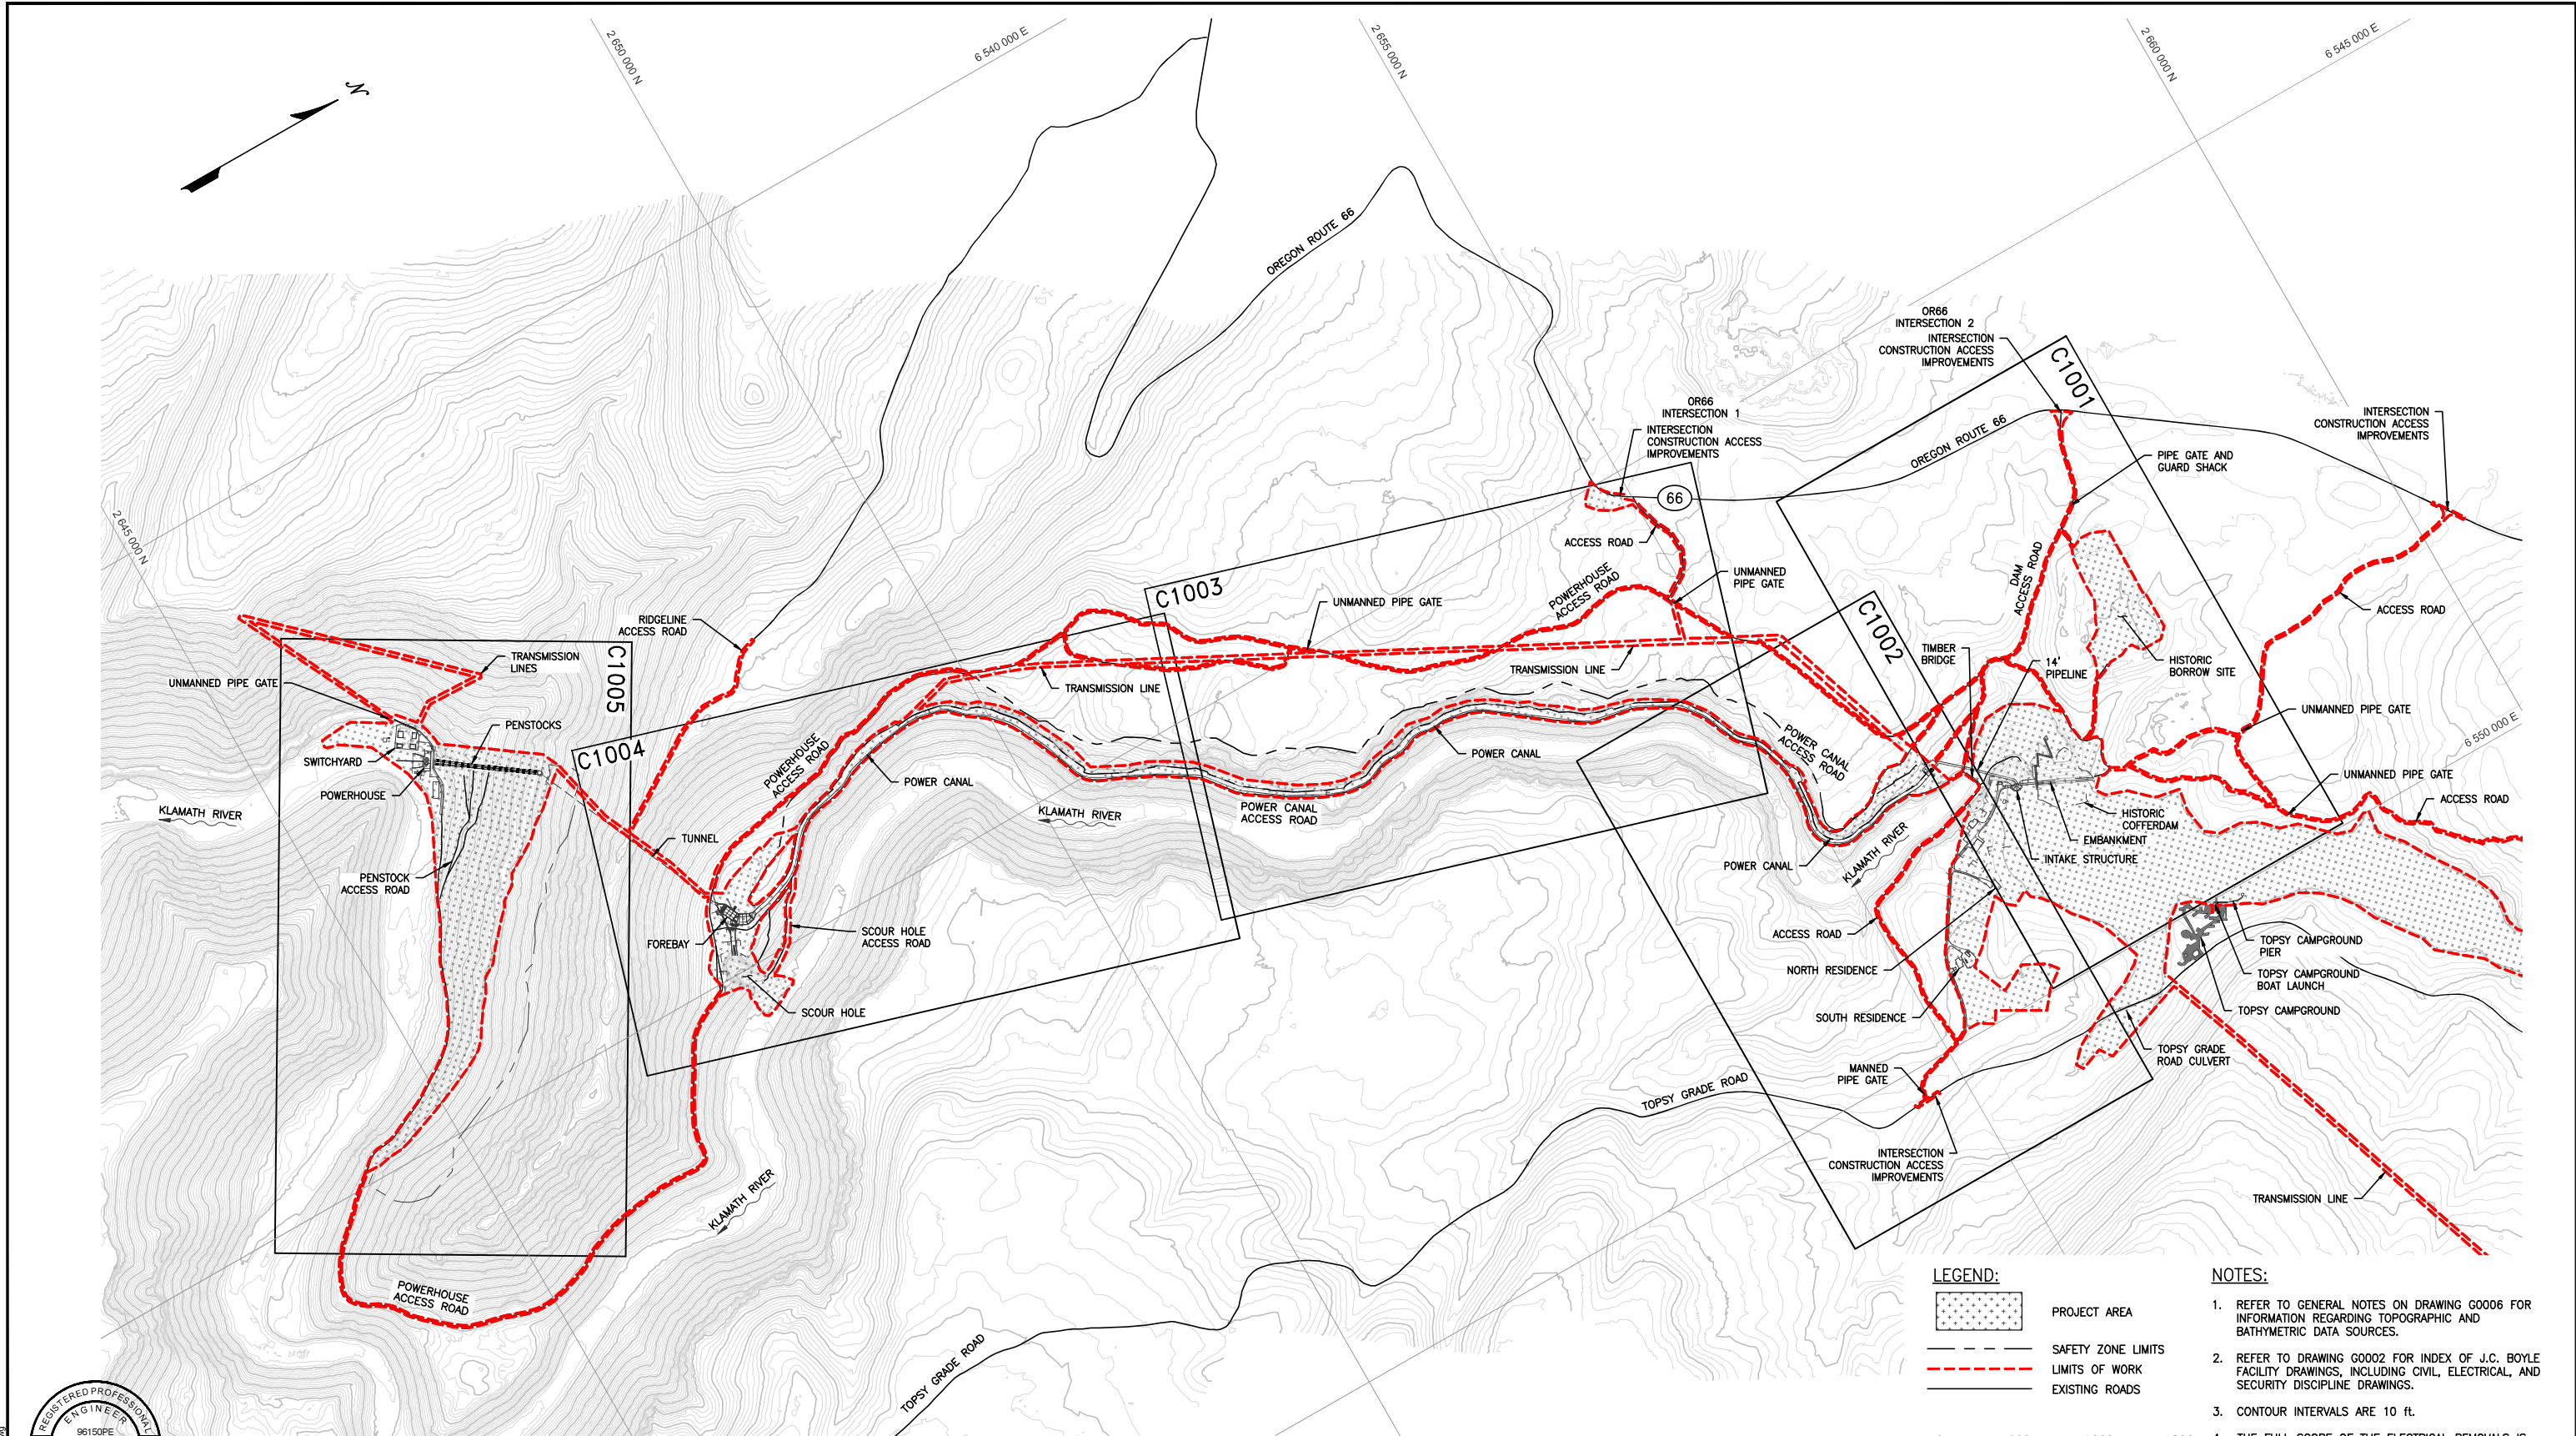 2 650 000 N
6 540 000 E
2 655 000 N
2 660 000 N
6 545 000 E
N
OREGON ROUTE 66
OR66
INTERSECTION 2
INTERSECTION
CONSTRUCTION ACCESS
IMPROVEMENTS
C1001
OR66
INTERSECTION 1
INTERSECTION
CONSTRUCTION ACCESS
IMPROVEMENTS
INTERSECTION
CONSTRUCTION ACCESS
IMPROVEMENTS
OREGON ROUTE 66
PIPE GATE AND
GUARD SHACK
66
2 645 000 N
ACCESS ROAD
UNMANNED
PIPE GATE
DAM
ACCESS ROAD
C1003
POWERHOUSE
ACCESS ROAD
UNMANNED PIPE GATE
C1002
ACCESS ROAD
RIDGELINE
ACCESS ROAD
TRANSMISSION
LINES
C1005
UNMANNED PIPE GATE
TRANSMISSION LINE
TRANSMISSION LINE
TIMBER
BRIDGE
14'
PIPELINE
HISTORIC
BORROW SITE
UNMANNED PIPE GATE
6 550 000 E
PENSTOCKS
C1004
SWITCHYARD
POWERHOUSE
KLAMATH RIVER
POWERHOUSE
ACCESS ROAD
POWER CANAL
POWER CANAL
POWER CANAL
ACCESS ROAD
UNMANNED PIPE GATE
ACCESS ROAD
KLAMATH RIVER
POWER CANAL
ACCESS ROAD
HISTORIC
COFFERDAM
EMBANKMENT
INTAKE STRUCTURE
TUNNEL
POWER CANAL
KLAMATH RIVER
PENSTOCK
ACCESS ROAD
FOREBAY
SCOUR HOLE
ACCESS ROAD
ACCESS ROAD
TOPSY CAMPGROUND
PIER
NORTH RESIDENCE
TOPSY CAMPGROUND
BOAT LAUNCH
SCOUR HOLE
SOUTH RESIDENCE
TOPSY CAMPGROUND
TOPSY GRADE
ROAD CULVERT
MANNED
PIPE GATE
TOPSY GRADE ROAD
INTERSECTION
CONSTRUCTION ACCESS
IMPROVEMENTS
KLAMATH RIVER
TRANSMISSION LINE
POWERHOUSE
ACCESS ROAD
TOPSY GRADE ROAD
LEGEND:
PROJECT AREA
SAFETY ZONE LIMITS
LIMITS OF WORK
EXISTING ROADS
NOTES:
1. REFER TO GENERAL NOTES ON DRAWING G0006 FOR
INFORMATION REGARDING TOPOGRAPHIC AND
BATHYMETRIC DATA SOURCES.
2. REFER TO DRAWING G0002 FOR INDEX OF J.C. BOYLE
FACILITY DRAWINGS, INCLUDING CIVIL, ELECTRICAL, AND
SECURITY DISCIPLINE DRAWINGS.
3. CONTOUR INTERVALS ARE 10 ft.
4. THE FULL SCOPE OF THE ELECTRICAL REMOVALS IS
REGISTERED PROFESSIONAL
ENGINEER
96150PE